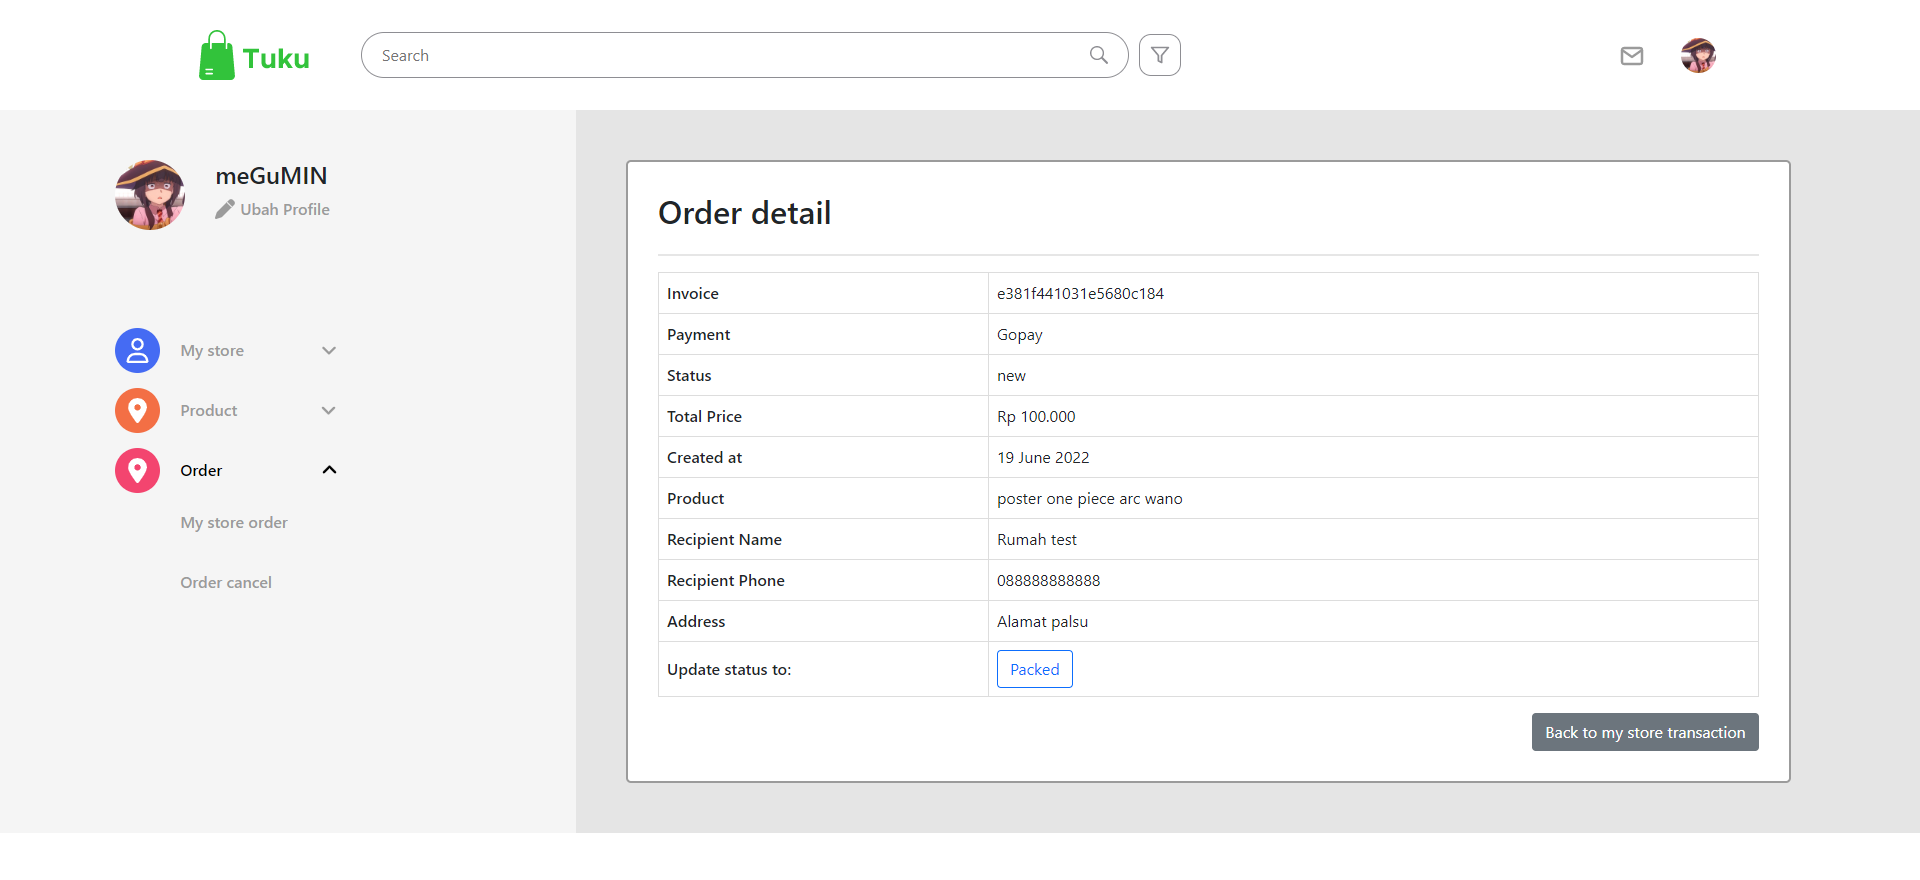 Tuku
Search
meGuMIN
Ubah Profile
My store
Product
Order
My store order
Order cancel
Order detail
Invoice e381f441031e5680c184
Payment Gopay
Status new
Total Price Rp 100.000
Created at 19 June 2022
Product poster one piece arc wano
Recipient Name Rumah test
Recipient Phone 088888888888
Address Alamat palsu
Update status to: Packed
Back to my store transaction